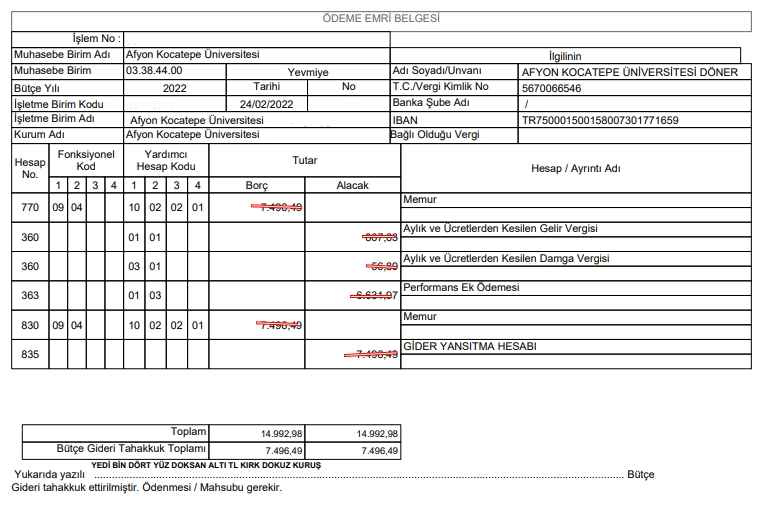 ÖDEME EMRİ BELGESİ
İşlem No :
Muhasebe Birim Adı Afyon Kocatepe Üniversitesi İlgilinin
Muhasebe Birim 03.38.44.00 Yevmiye Adı Soyadı/Unvanı AFYON KOCATEPE ÜNİVERSİTESİ DÖNER
Bütçe Yılı 2022 Tarihi No T.C./Vergi Kimlik No 5670066546
İşletme Birim Kodu 24/02/2022 Banka Şube Adı /
İşletme Birim Adı Afyon Kocatepe Üniversitesi IBAN TR750001500158007301771659
Kurum Adı Afyon Kocatepe Üniversitesi Bağlı Olduğu Vergi
Hesap No. Fonksiyonel Kod Yardımcı Hesap Kodu Tutar Hesap / Ayrıntı Adı
1 2 3 4 1 2 3 4 Borç Alacak
770 09 04 10 02 02 01 7.496,49 Memur
360 01 01 Aylık ve Ücretlerden Kesilen Gelir Vergisi
360 03 01 Aylık ve Ücretlerden Kesilen Damga Vergisi
363 01 03 Performans Ek Ödemesi
830 09 04 10 02 02 01 7.496,49 Memur
835 7.496,49 GİDER YANSITMA HESABI
Toplam 14.992,98 14.992,98
Bütçe Gideri Tahakkuk Toplamı 7.496,49 7.496,49
YEDİ BİN DÖRT YÜZ DOKSAN ALTI TL KIRK DOKUZ KURUŞ
Yukarıda yazılı ........ Bütçe
Gideri tahakkuk ettirilmiştir. Ödenmesi / Mahsubu gerekir.